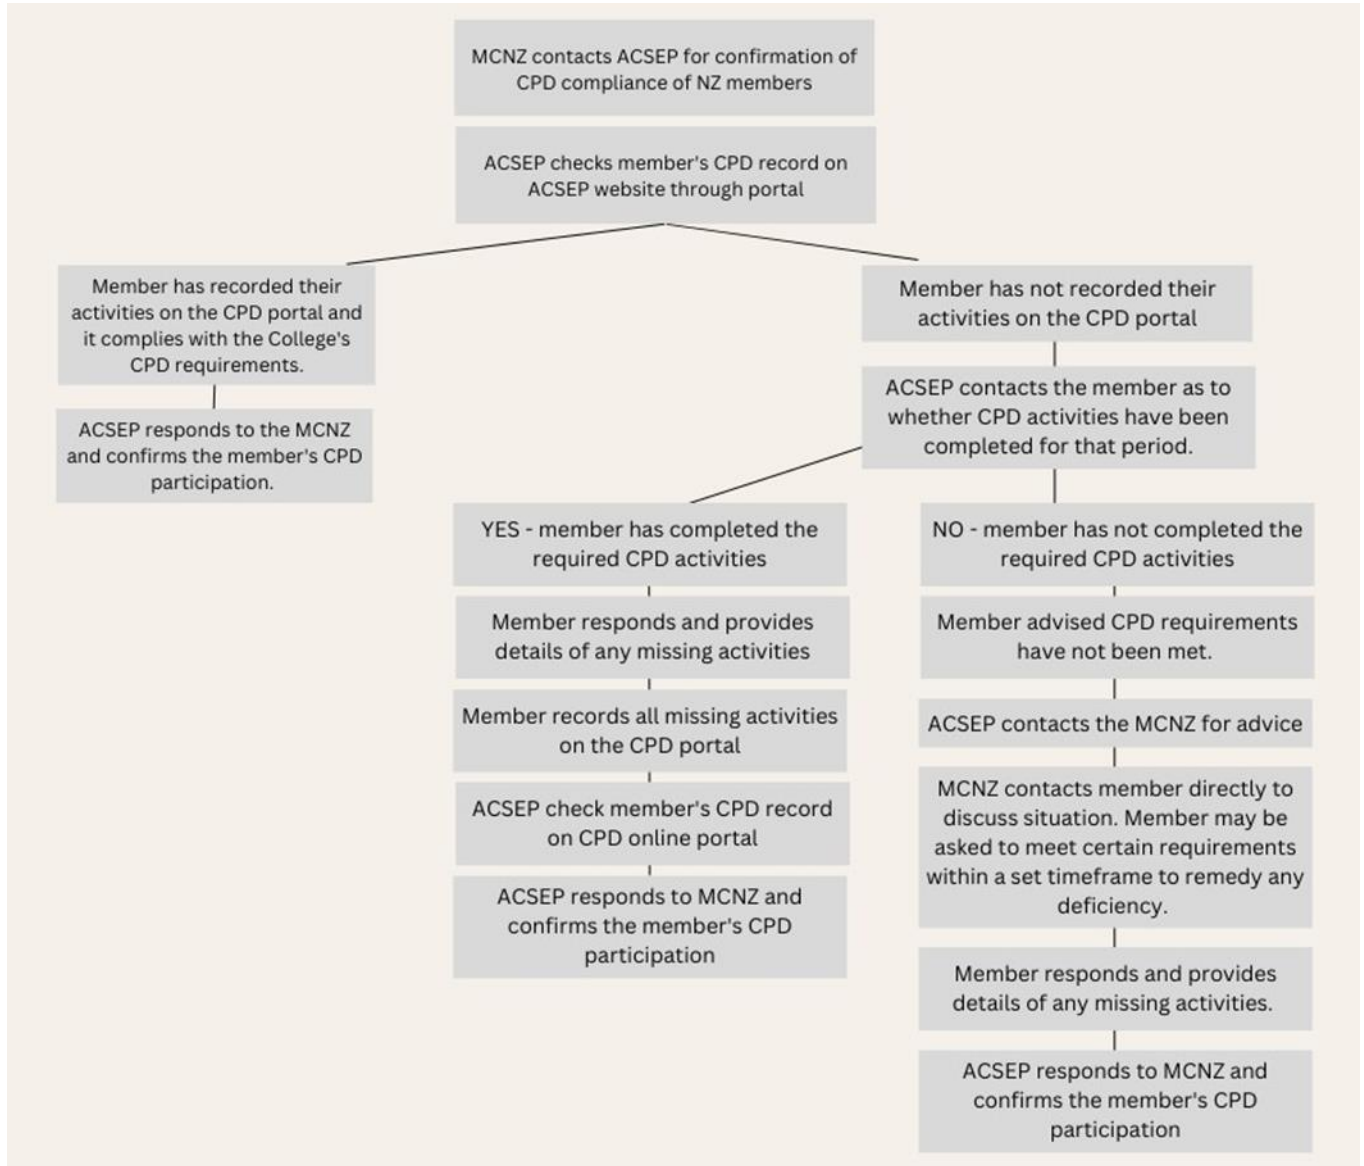 MCNZ contacts ACSEP for confirmation of
CPD compliance of NZ members
ACSEP checks member's CPD record on
ACSEP website through portal
Member has recorded their
activities on the CPD portal and
it complies with the College's
CPD requirements.
ACSEP responds to the MCNZ
and confirms the member's CPD
participation.
Member has not recorded their
activities on the CPD portal
ACSEP contacts the member as to
whether CPD activities have been
completed for that period.
YES - member has completed the
required CPD activities
Member responds and provides
details of any missing activities
Member records all missing activities
on the CPD portal
ACSEP check member's CPD record
on CPD online portal
ACSEP responds to MCNZ and
confirms the member's CPD
participation
NO - member has not completed the
required CPD activities
Member advised CPD requirements
have not been met.
ACSEP contacts the MCNZ for advice
MCNZ contacts member directly to
discuss situation. Member may be
asked to meet certain requirements
within a set timeframe to remedy any
deficiency.
Member responds and provides
details of any missing activities.
ACSEP responds to MCNZ and
confirms the member's CPD
participation